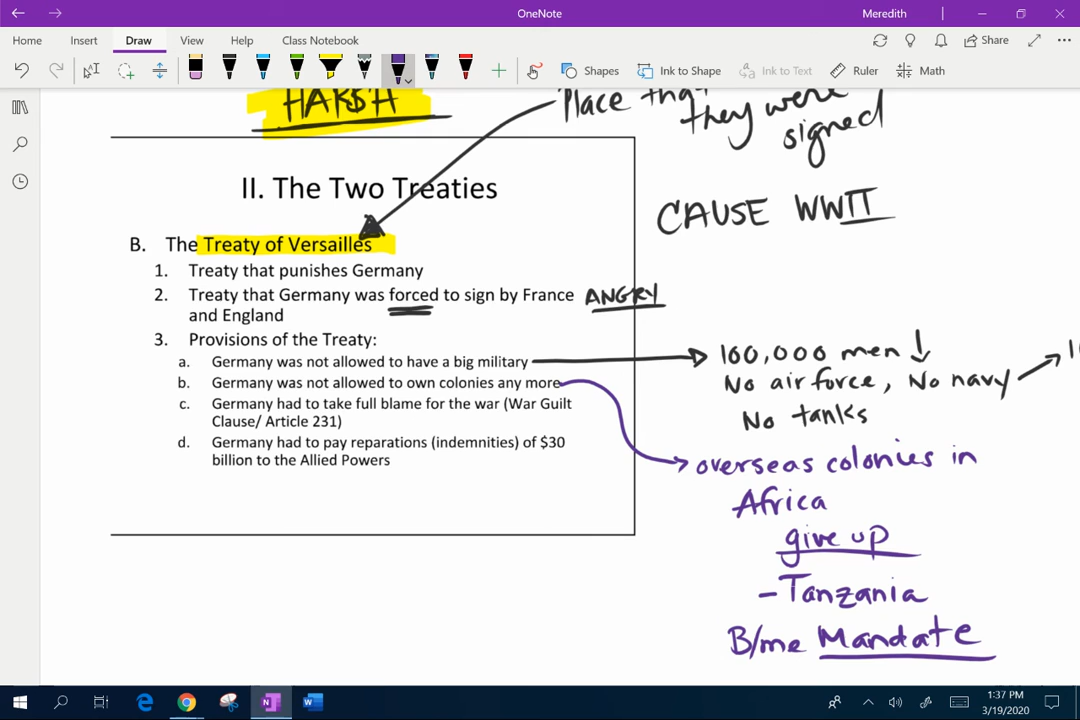 OneNote
Meredith
Home Insert Draw View Help Class Notebook Share
Shapes Ink to Shape Ink to Text Ruler Math
HARSH
Place that
they were
signed
II. The Two Treaties
CAUSE WWII
B. The Treaty of Versailles
1. Treaty that punishes Germany
2. Treaty that Germany was forced to sign by France ANGRY
and England
3. Provisions of the Treaty:
a. Germany was not allowed to have a big military
100,000 men
b. Germany was not allowed to own colonies any more
No air force, No navy
c. Germany had to take full blame for the war (War Guilt
Clause/ Article 231)
No tanks
d. Germany had to pay reparations (indemnities) of $30
billion to the Allied Powers
overseas colonies in
Africa
give up
- Tanzania
B/me Mandate
1:37 PM
3/19/2020